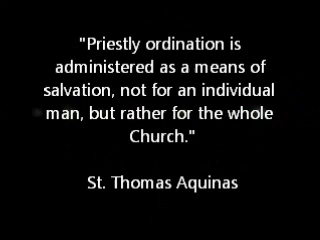 "Priestly ordination is
administered as a means of
salvation, not for an individual
man, but rather for the whole
Church."
St. Thomas Aquinas